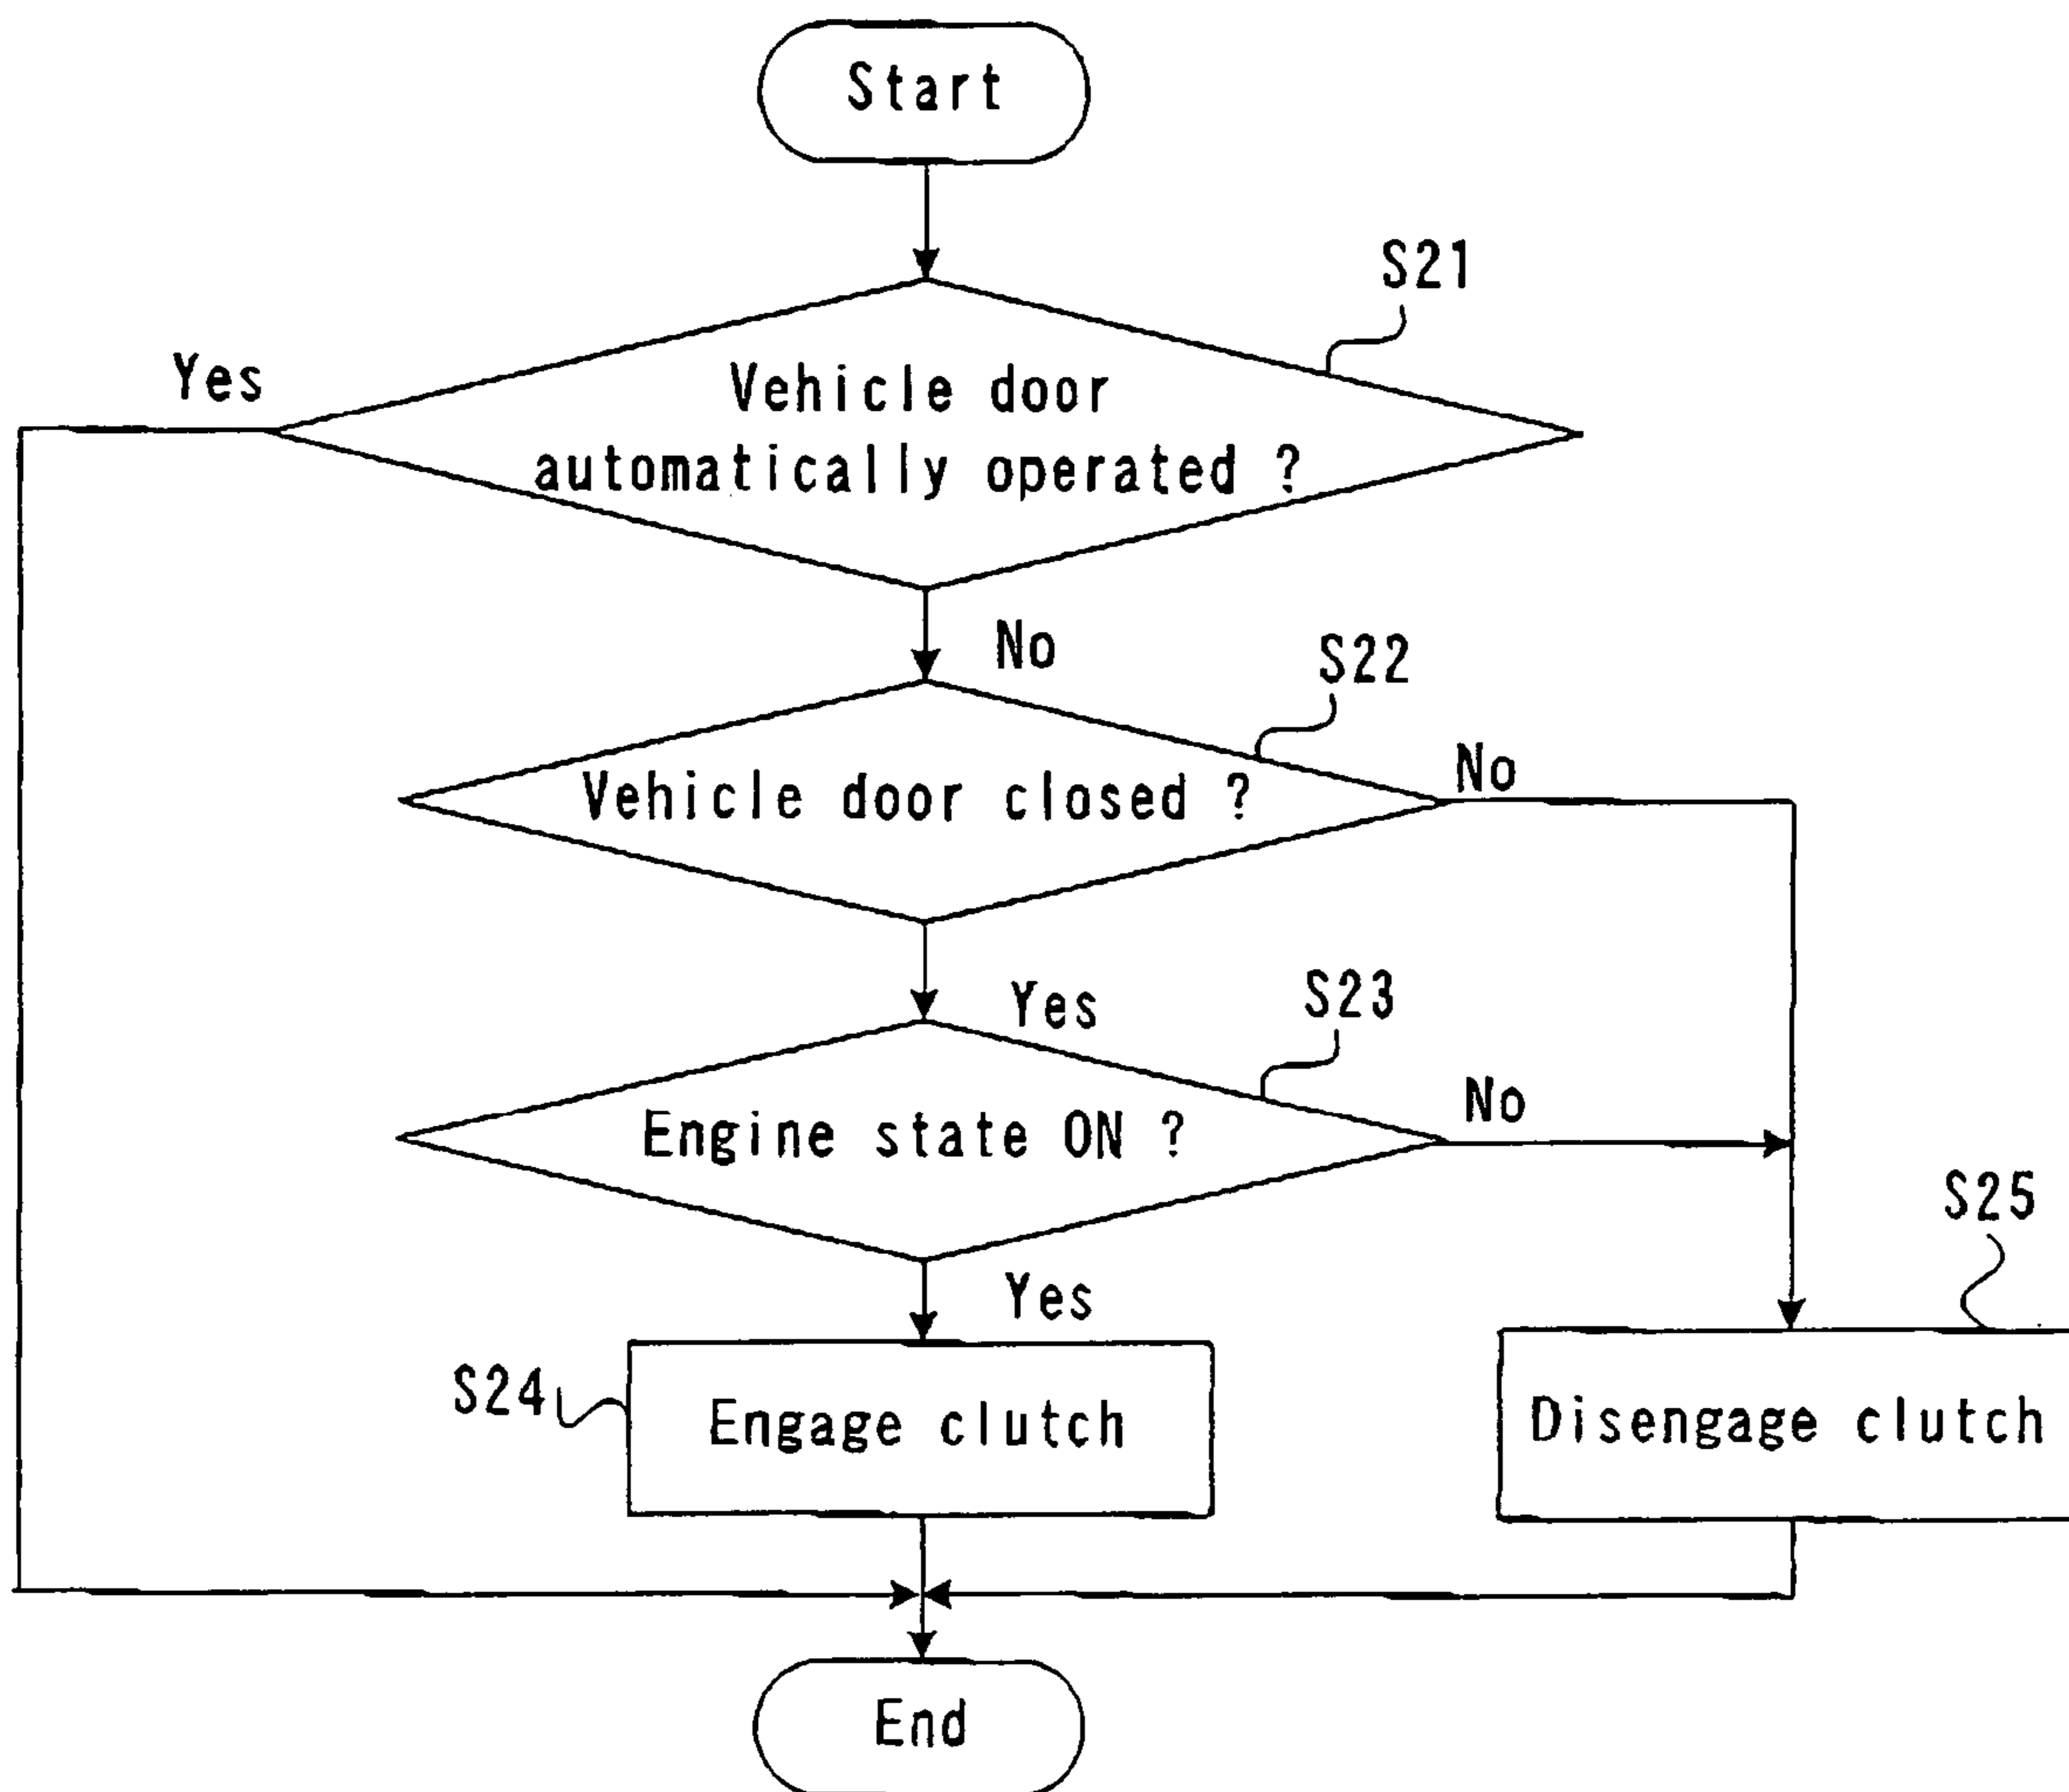 Start
S21
Yes
Vehicle door
automatically operated ?
No
S22
No
Vehicle door closed ?
Yes
S23
No
Engine state ON ?
S25
Yes
S24
Engage clutch
Disengage clutch
End